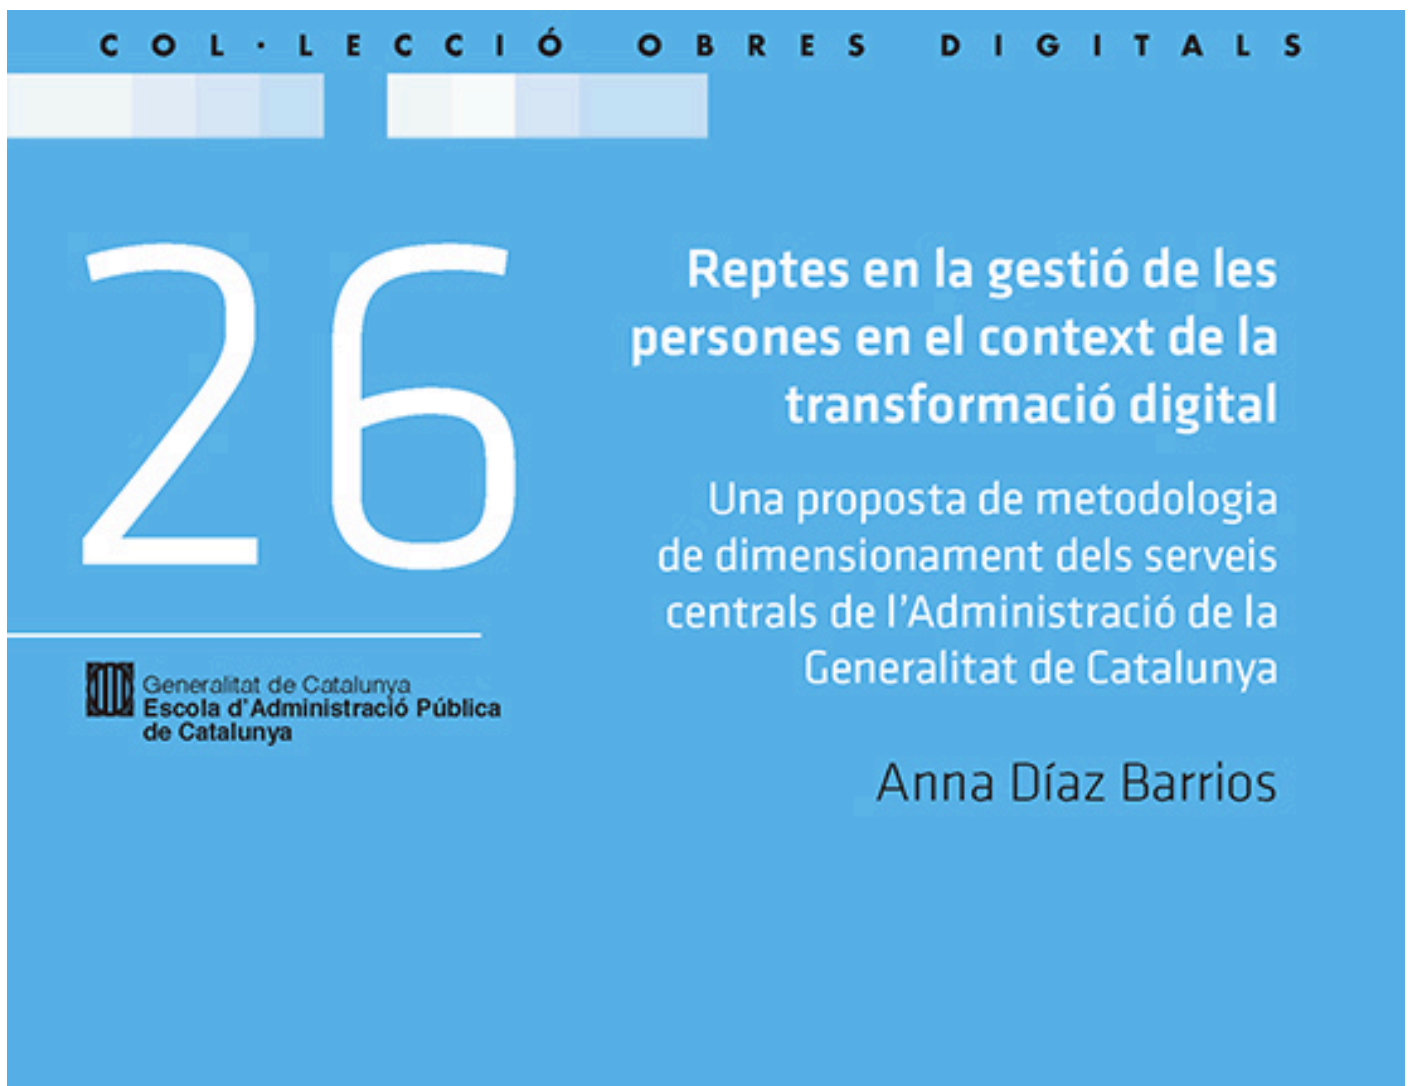 COL·LECCIÓ OBRES DIGITALS
26
Reptes en la gestió de les
persones en el context de la
transformació digital
Una proposta de metodologia
de dimensionament dels serveis
centrals de l’Administració de la
Generalitat de Catalunya
Generalitat de Catalunya
Escola d'Administració Pública
de Catalunya
Anna Díaz Barrios